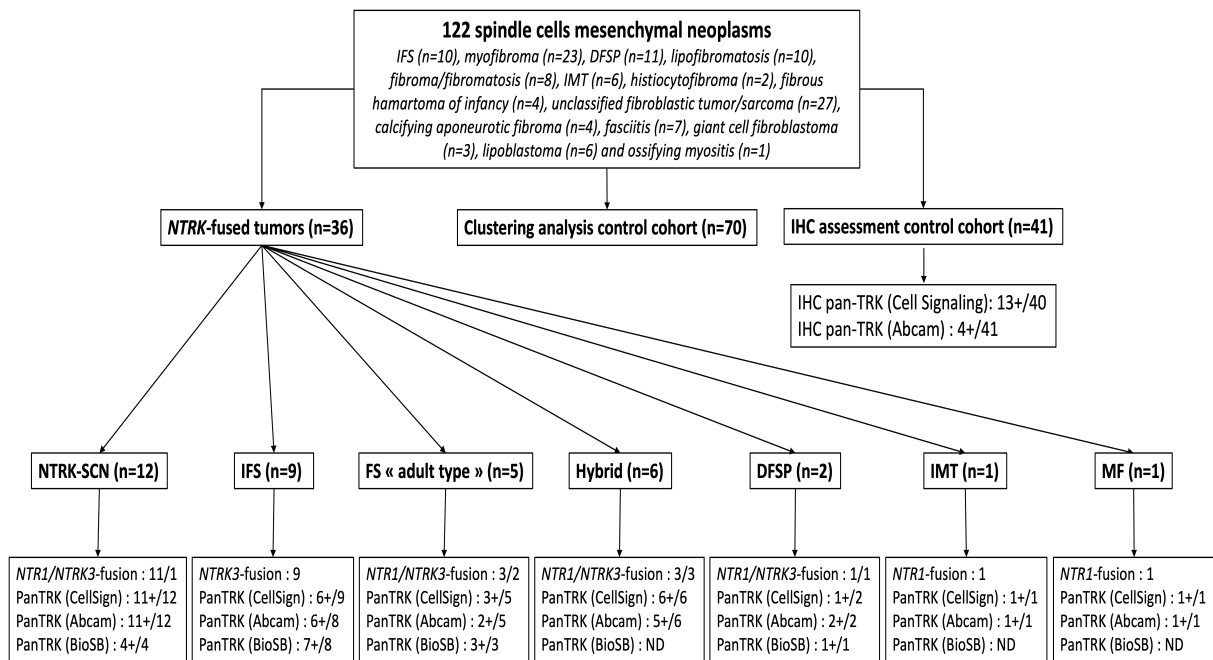 122 spindle cells mesenchymal neoplasms
IFS (n=10), myofibroma (n=23), DFSP (n=11), lipofibromatosis (n=10),
fibroma/fibromatosis (n=8), IMT (n=6), histiocytofibroma (n=2), fibrous
hamartoma of infancy (n=4), unclassified fibroblastic tumor/sarcoma (n=27),
calcifying aponeurotic fibroma (n=4), fasciitis (n=7), giant cell fibroblastoma
(n=3), lipoblastoma (n=6) and ossifying myositis (n=1)
NTRK-fused tumors (n=36)
Clustering analysis control cohort (n=70)
IHC assessment control cohort (n=41)
IHC pan-TRK (Cell Signaling): 13+/40
IHC pan-TRK (Abcam) : 4+/41
NTRK-SCN (n=12)
IFS (n=9)
FS « adult type » (n=5)
Hybrid (n=6)
DFSP (n=2)
IMT (n=1)
MF (n=1)
NTR1/NTRK3-fusion : 11/1
PanTRK (CellSign) : 11+/12
PanTRK (Abcam) : 11+/12
PanTRK (BioSB) : 4+/4
NTRK3-fusion : 9
PanTRK (CellSign) : 6+/9
PanTRK (Abcam) : 6+/8
PanTRK (BioSB) : 7+/8
NTR1/NTRK3-fusion : 3/2
PanTRK (CellSign) : 3+/5
PanTRK (Abcam) : 2+/5
PanTRK (BioSB) : 3+/3
NTR1/NTRK3-fusion : 3/3
PanTRK (CellSign) : 6+/6
PanTRK (Abcam) : 5+/6
PanTRK (BioSB) : ND
NTR1/NTRK3-fusion : 1/1
PanTRK (CellSign) : 1+/2
PanTRK (Abcam) : 2+/2
PanTRK (BioSB) : 1+/1
NTR1-fusion : 1
PanTRK (CellSign) : 1+/1
PanTRK (Abcam) : 1+/1
PanTRK (BioSB) : ND
NTR1-fusion : 1
PanTRK (CellSign) : 1+/1
PanTRK (Abcam) : 1+/1
PanTRK (BioSB) : ND